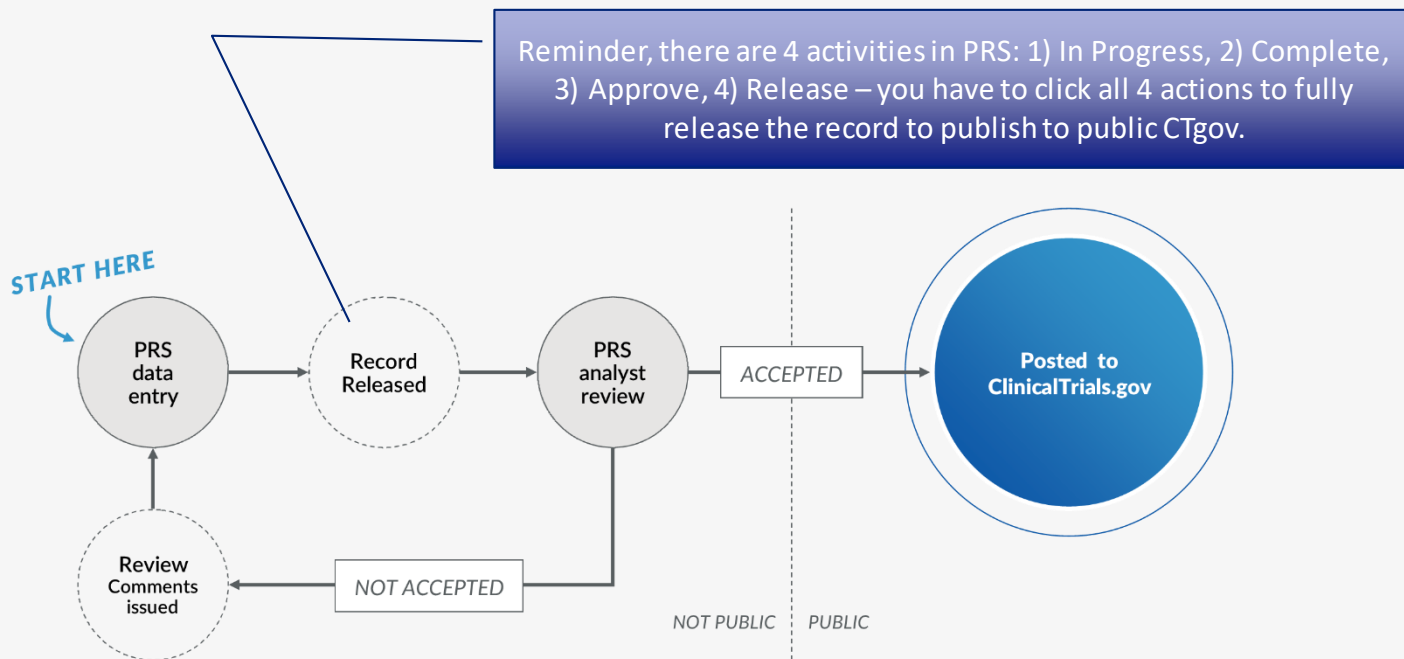 Reminder, there are 4 activities in PRS: 1) In Progress, 2) Complete,
3) Approve, 4) Release – you have to click all 4 actions to fully
release the record to publish to public CTgov.
START HERE
PRS
data
entry
Record
Released
PRS
analyst
review
ACCEPTED
Posted to
ClinicalTrials.gov
Review
Comments
issued
NOT ACCEPTED
NOT PUBLIC
PUBLIC